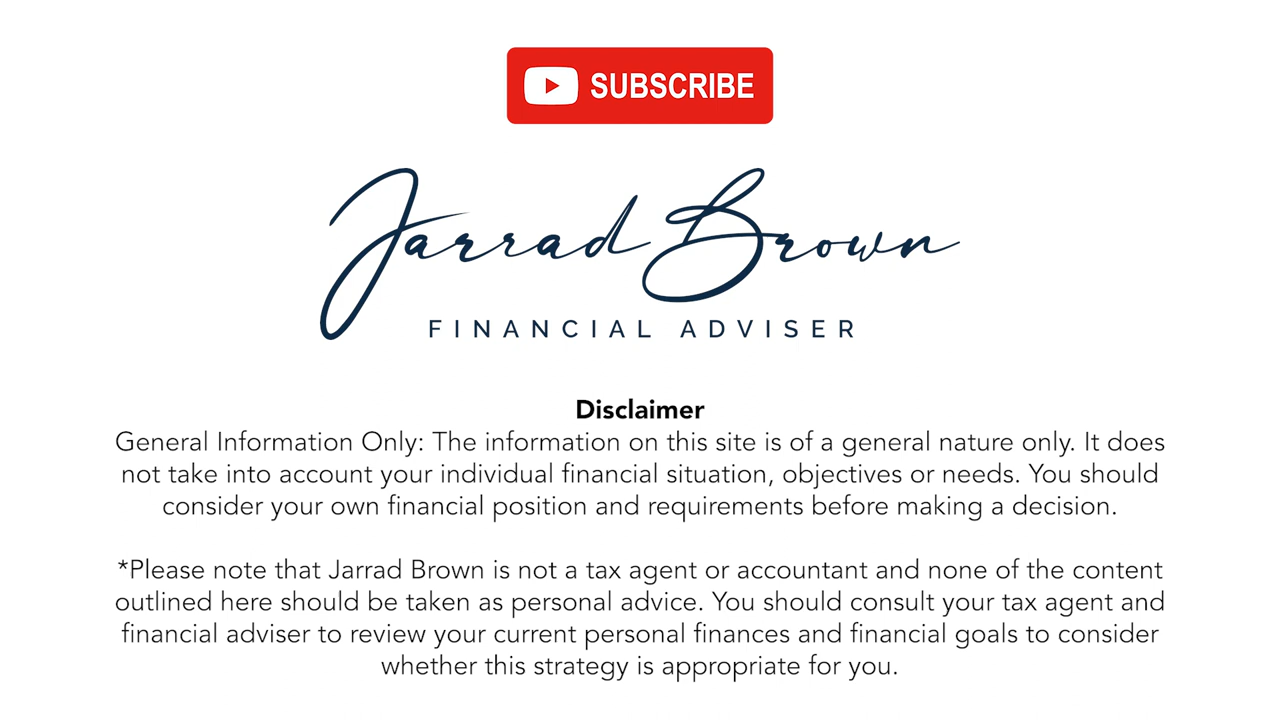 SUBSCRIBE
Jarrad Brown
FINANCIAL ADVISER
Disclaimer
General Information Only: The information on this site is of a general nature only. It does
not take into account your individual financial situation, objectives or needs. You should
consider your own financial position and requirements before making a decision.
*Please note that Jarrad Brown is not a tax agent or accountant and none of the content
outlined here should be taken as personal advice. You should consult your tax agent and
financial adviser to review your current personal finances and financial goals to consider
whether this strategy is appropriate for you.